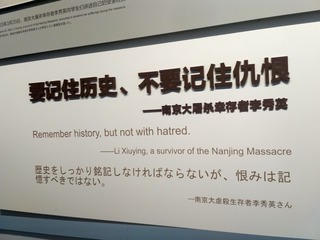 要记住历史、不要记住仇恨
——南京大屠杀幸存者李秀英
Remember history, but not with hatred.
——Li Xiuying, a survivor of the Nanjing Massacre
歴史をしっかり銘記しなければならないが、恨みは記
憶すべきではない。
—南京大虐殺生存者李秀英さん